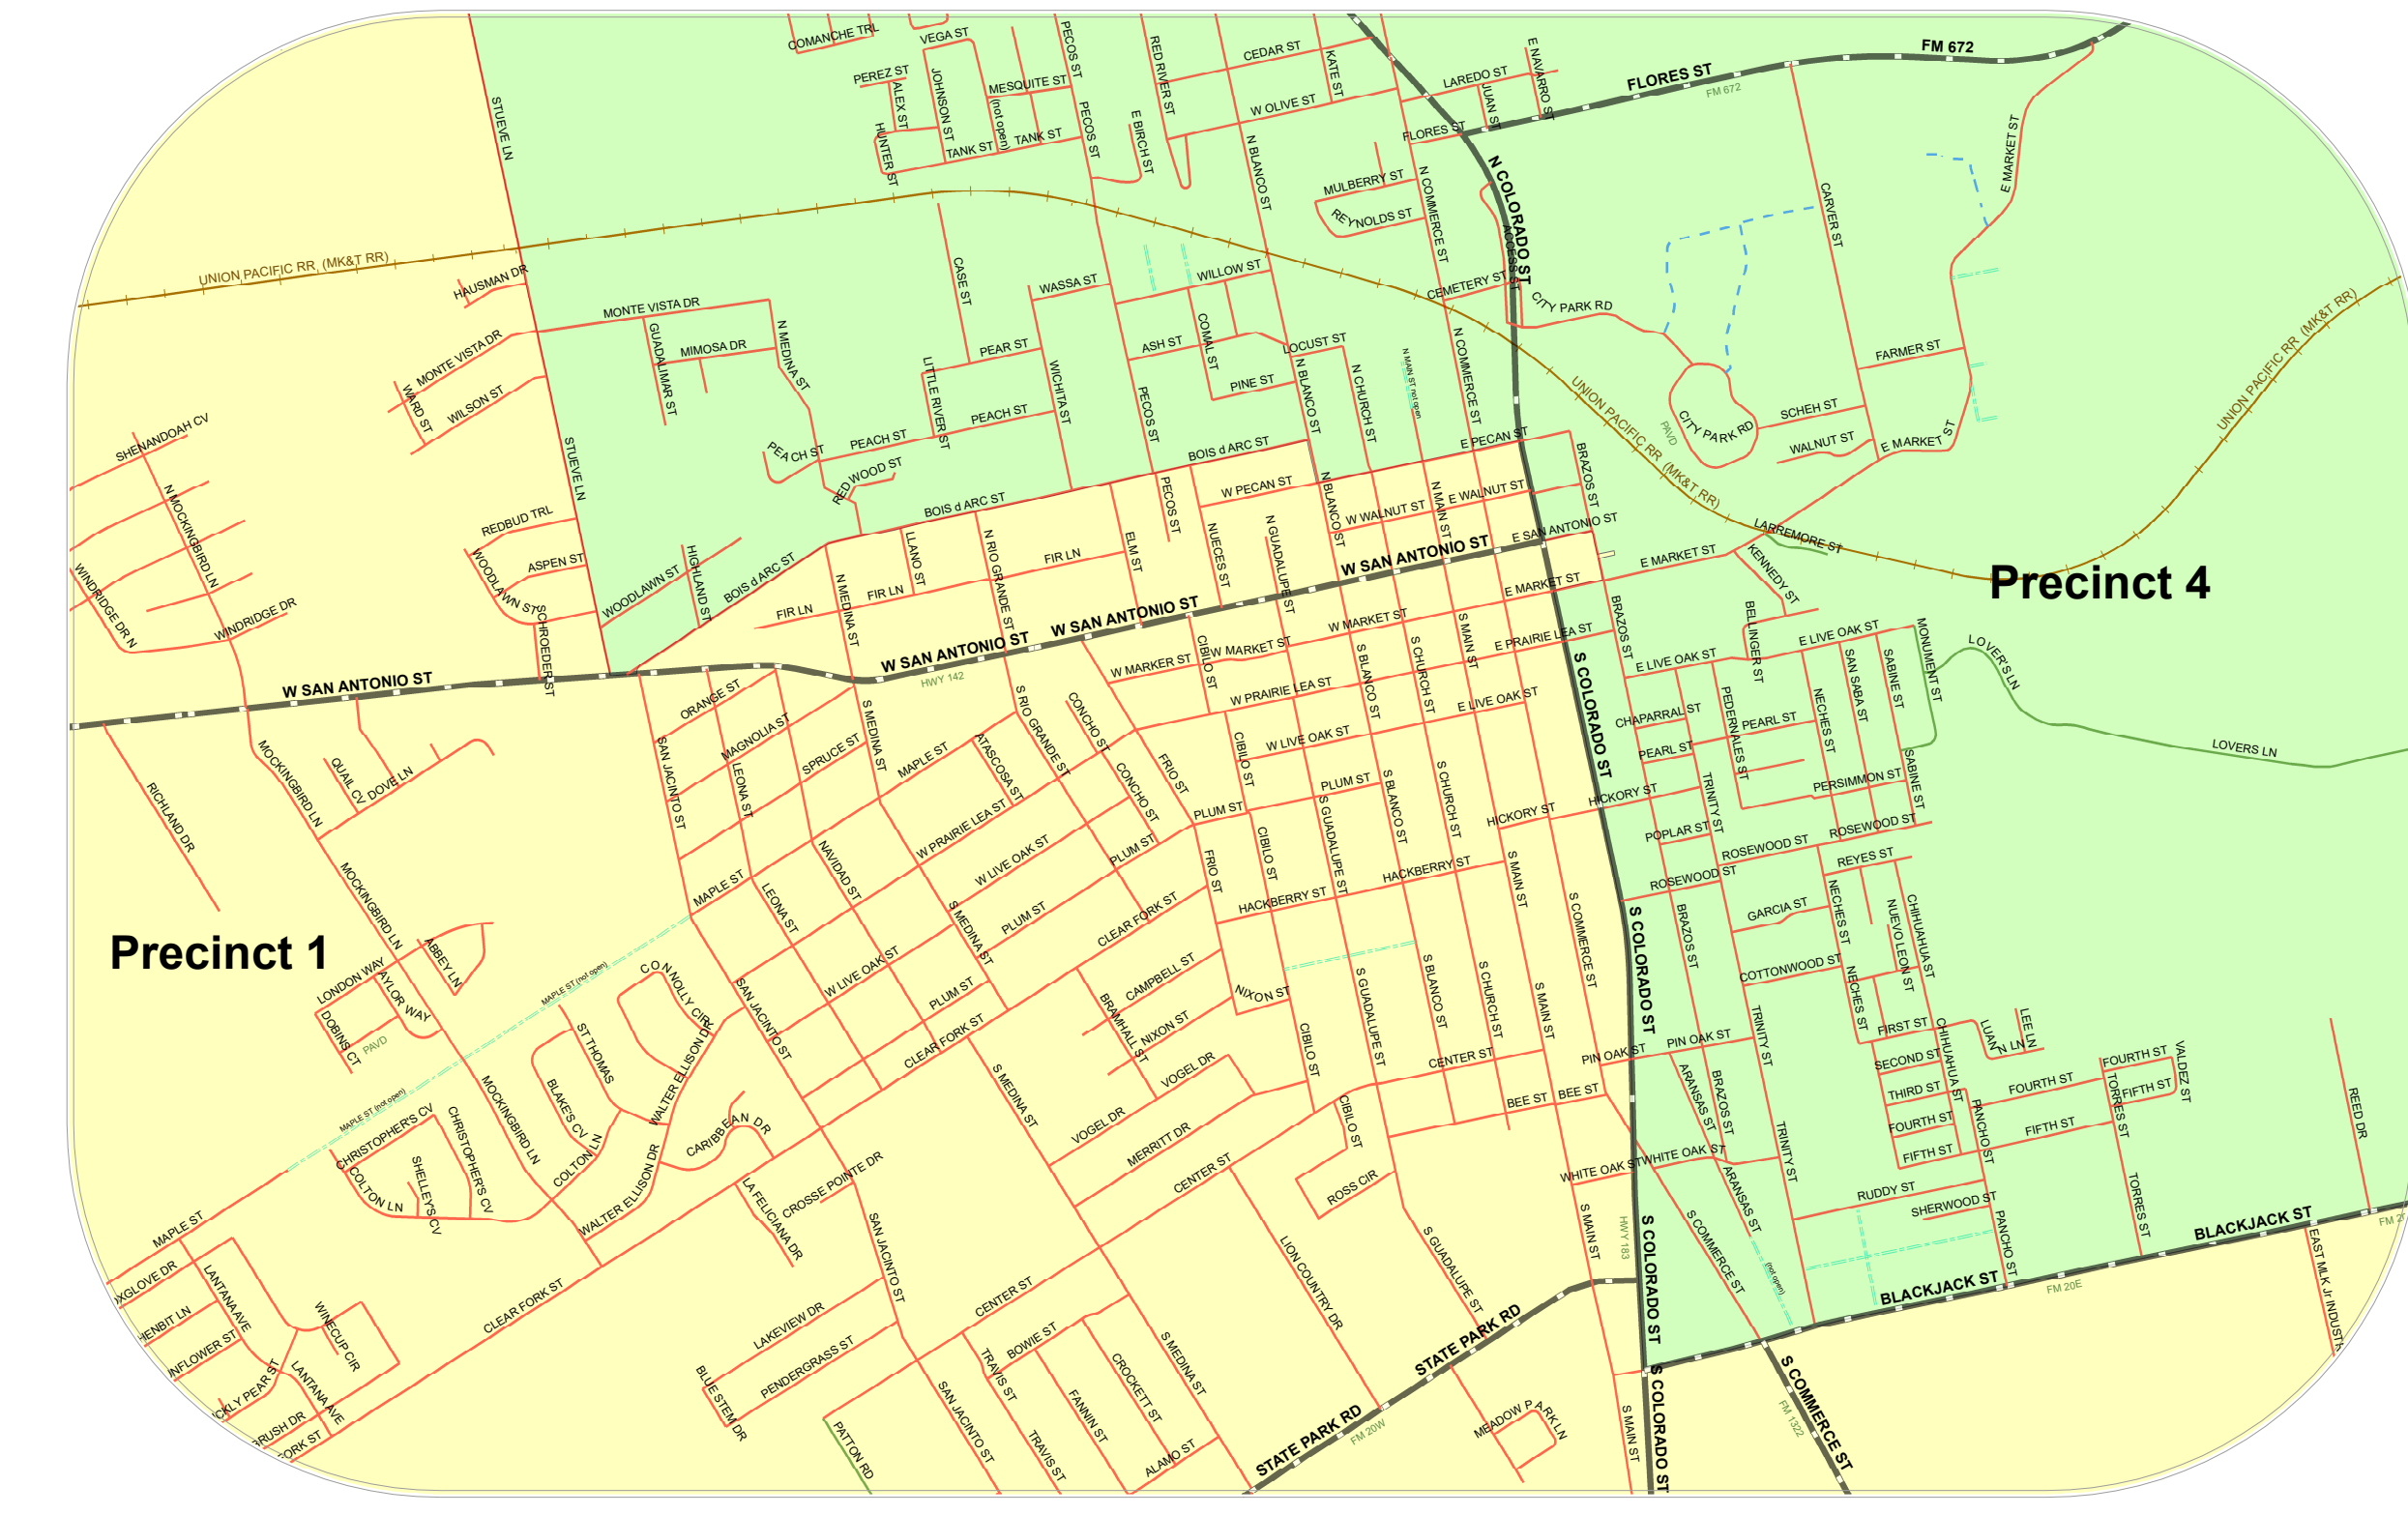 COMANCHE TRL
VEGA ST
PECOS ST
RED RIVER ST
CEDAR ST
KATE ST
E NAVARRO ST
FM 672
PEREZ ST
ALEX ST
JOHNSON ST
MESQUITE ST
(not open)
LAREDO ST
JUAN ST
FLORES ST
FM 672
STUEVE LN
HUNTER ST
TANK ST
TANK ST
PECOS ST
E BIRCH ST
W OLIVE ST
N BLANCO ST
FLORES ST
N COLORADO ST
E MARKET ST
MULBERRY ST
REYNOLDS ST
N COMMERCE ST
ACCESS ST
CARVER ST
UNION PACIFIC RR (MK&T RR)
HAUSMAN DR
MONTE VISTA DR
CASE ST
WASSA ST
WILLOW ST
CEMETERY ST
CITY PARK RD
UNION PACIFIC RR (MK&T RR)
MONTE VISTA DR
GUADALIMAR ST
MIMOSA DR
N MEDINA ST
LITTLE RIVER ST
PEAR ST
WICHITA ST
ASH ST
COMAL ST
PINE ST
LOCUST ST
N BLANCO ST
N CHURCH ST
N MAIN ST not open
N COMMERCE ST
FARMER ST
WARD ST
WILSON ST
UNION PACIFIC RR (MK&T RR)
PAVD
CITY PARK RD
SCHEH ST
WALNUT ST
E MARKET ST
SHENANDOAH CV
STUEVE LN
PEACH ST
PEACH ST
PEACH ST
PECOS ST
BOIS d ARC ST
E PECAN ST
BRAZOS ST
N MOCKINGBIRD LN
RED WOOD ST
BOIS d ARC ST
PECOS ST
W PECAN ST
N BLANCO ST
W WALNUT ST
N MAIN ST
E WALNUT ST
REDBUD TRL
ASPEN ST
WOODLAWN ST
HIGHLAND ST
WOODLAWN ST
BOIS d ARC ST
LLANO ST
N RIO GRANDE ST
FIR LN
ELM ST
NUECES ST
N GUADALUPE ST
W SAN ANTONIO ST
E SAN ANTONIO ST
LARREMORE ST
E MARKET ST
KENNEDY ST
Precinct 4
WINDRIDGE DR N
WINDRIDGE DR
SCHROEDER ST
FIR LN
FIR LN
N MEDINA ST
W SAN ANTONIO ST
W SAN ANTONIO ST
HWY 142
W SAN ANTONIO ST
W MARKER ST
CIBILO ST
W MARKET ST
W MARKET ST
E MARKET ST
S MAIN ST
E PRAIRIE LEA ST
BRAZOS ST
BELLINGER ST
E LIVE OAK ST
E LIVE OAK ST
MONUMENT ST
LOVER'S LN
LOVERS LN
ORANGE ST
MAGNOLIA ST
SPRUCE ST
S MEDINA ST
MAPLE ST
S RIO GRANDE ST
CONCHO ST
W PRAIRIE LEA ST
S BLANCO ST
S CHURCH ST
E LIVE OAK ST
S COLORADO ST
CHAPARRAL ST
PEDERNALES ST
PEARL ST
NECHES ST
SAN SABA ST
SABINE ST
MOCKINGBIRD LN
QUAIL CV
DOVE LN
RICHLAND DR
SAN JACINTO ST
LEONA ST
ATASCOSA ST
CONCHO ST
FRIO ST
CIBILO ST
W LIVE OAK ST
PLUM ST
PLUM ST
S GUADALUPE ST
S BLANCO ST
S CHURCH ST
HICKORY ST
HICKORY ST
PEARL ST
TRINITY ST
PERSIMMON ST
SABINE ST
POPLAR ST
ROSEWOOD ST
ROSEWOOD ST
ROSEWOOD ST
MOCKINGBIRD LN
NAVIDAD ST
W PRAIRIE LEA ST
W LIVE OAK ST
PLUM ST
FRIO ST
CIBILO ST
HACKBERRY ST
HACKBERRY ST
S MAIN ST
S COMMERCE ST
REYES ST
Precinct 1
MAPLE ST
LEONA ST
S MEDINA ST
PLUM ST
CLEAR FORK ST
S COLORADO ST
BRAZOS ST
GARCIA ST
NECHES ST
NUEVO LEON ST
CHIHUAHUA ST
COTTONWOOD ST
LONDON WAY
ABBEY LN
AYLOR WAY
DOBINS CT
PAVD
MAPLE ST (not open)
CONNOLLY CIR
W LIVE OAK ST
PLUM ST
CLEAR FORK ST
SAN JACINTO ST
CAMPBELL ST
BRAMHALL ST
NIXON ST
NIXON ST
CIBILO ST
S GUADALUPE ST
S BLANCO ST
S CHURCH ST
S MAIN ST
CENTER ST
PIN OAK ST
PIN OAK ST
TRINITY ST
NECHES ST
FIRST ST
SECOND ST
THIRD ST
FOURTH ST
FIFTH ST
CHIHUAHUA ST
LUAN N LN
LEE LN
FOURTH ST
FOURTH ST
FIFTH ST
FIFTH ST
VALDEZ ST
TORRES ST
REED DR
MAPLE ST (not open)
CHRISTOPHER'S CV
CHRISTOPHER'S CV
SHELLEY'S CV
COLTON LN
COLTON LN
MOCKINGBIRD LN
ST THOMAS
BLAKE'S CV
WALTER ELLISON DR
WALTER ELLISON DR
CARIBBEAN DR
S MEDINA ST
VOGEL DR
VOGEL DR
MERRITT DR
CENTER ST
CIBILO ST
ROSS CIR
BEE ST
BEE ST
WHITE OAK ST
WHITE OAK ST
ARANSAS ST
BRAZOS ST
ARANSAS ST
TRINITY ST
PANCHO ST
RUDDY ST
SHERWOOD ST
PANCHO ST
TORRES ST
MAPLE ST
OXGLOVE DR
HENBIT LN
NFLOWER ST
CKLY PEAR ST
BRUSH DR
FORK ST
LANTANA AVE
LANTANA AVE
WINECUP CIR
CLEAR FORK ST
LA FELICIANA DR
CROSSE POINTE DR
SAN JACINTO ST
LAKEVIEW DR
PENDERGRASS ST
BLUE STEM DR
CENTER ST
PATTON RD
SAN JACINTO ST
TRAVIS ST
TRAVIS ST
BOWIE ST
FANNIN ST
CROCKETT ST
ALAMO ST
S MEDINA ST
LION COUNTRY DR
S GUADALUPE ST
STATE PARK RD
STATE PARK RD
FM 20W
MEADOW PARK LN
S MAIN ST
S MAIN ST
HWY 183
S COLORADO ST
S COLORADO ST
S COMMERCE ST
(not open)
S COMMERCE ST
FM 1322
BLACKJACK ST
BLACKJACK ST
FM 20E
EAST MLK Jr INDUSTR